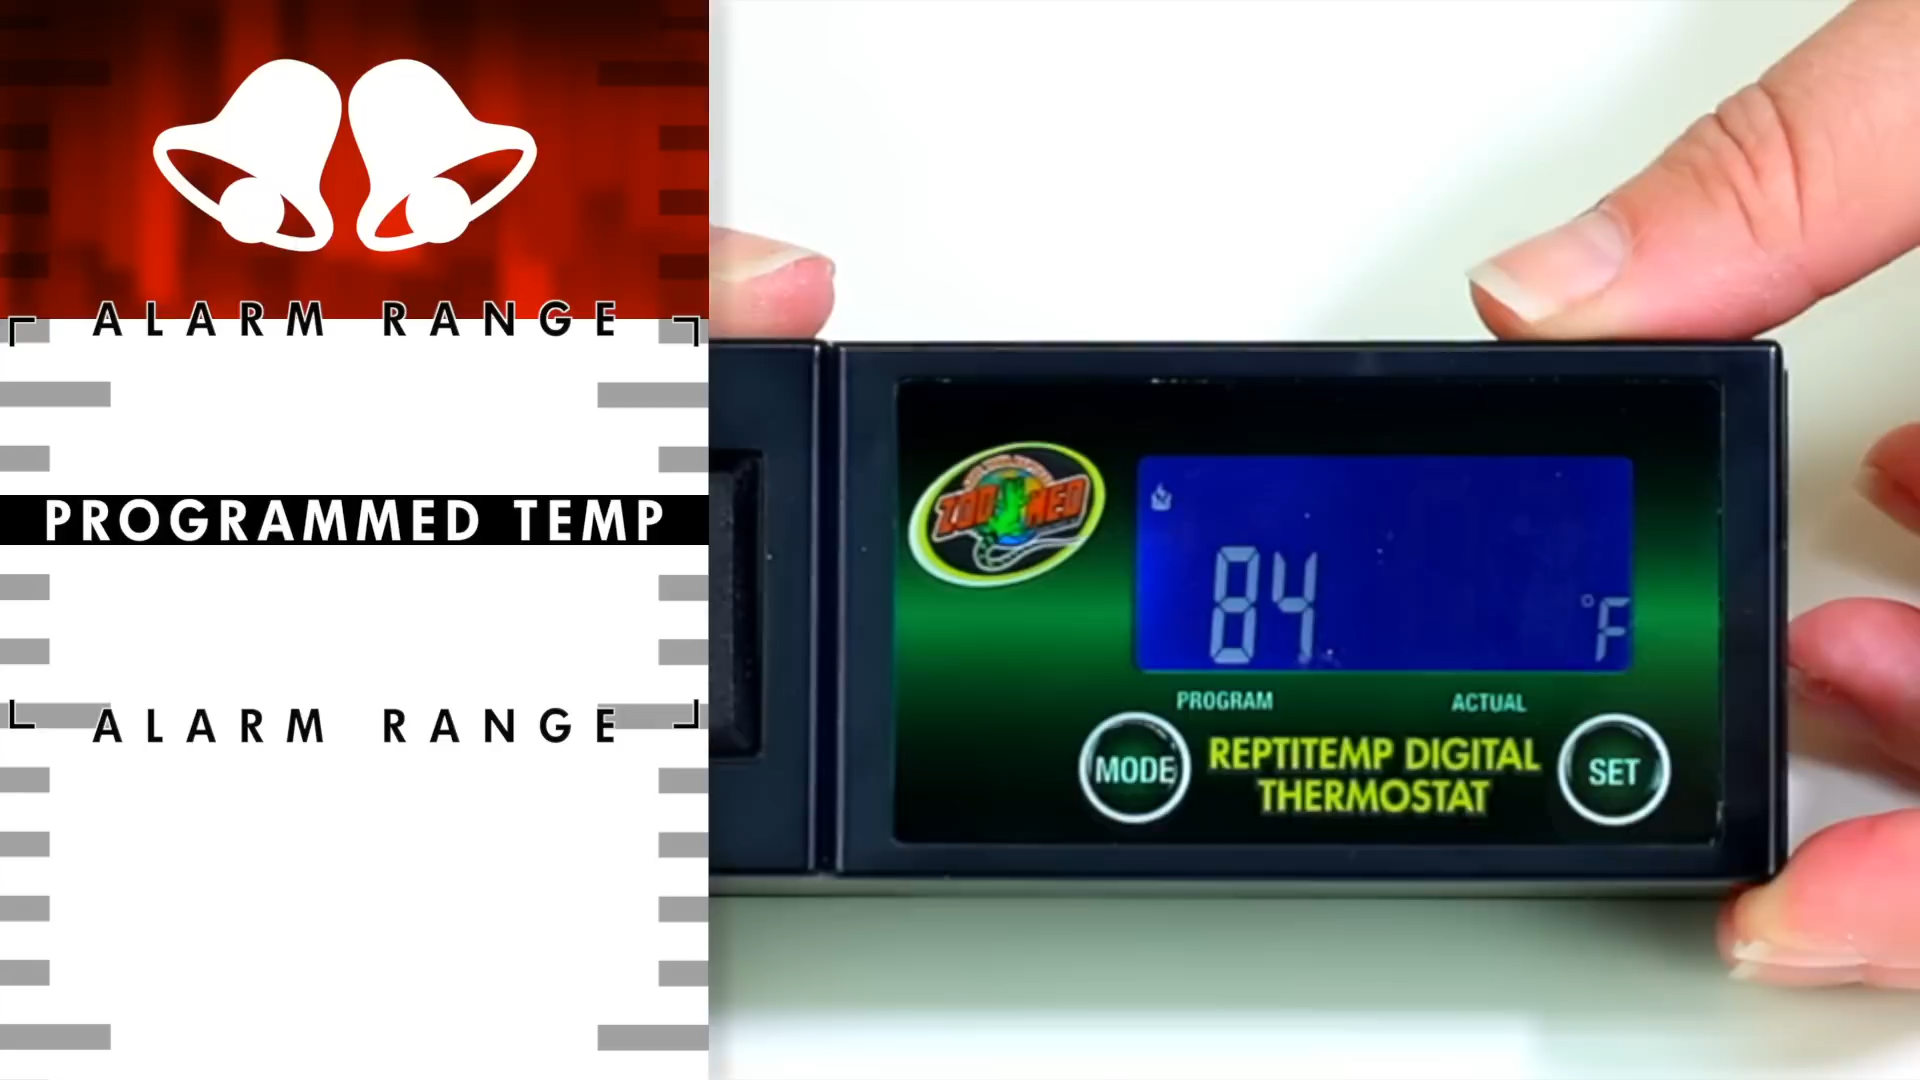 ALARM RANGE
PROGRAMMED TEMP
ALARM RANGE
ZOO MED
84 °F
PROGRAM ACTUAL
MODE
REPTITEMP DIGITAL
THERMOSTAT
SET